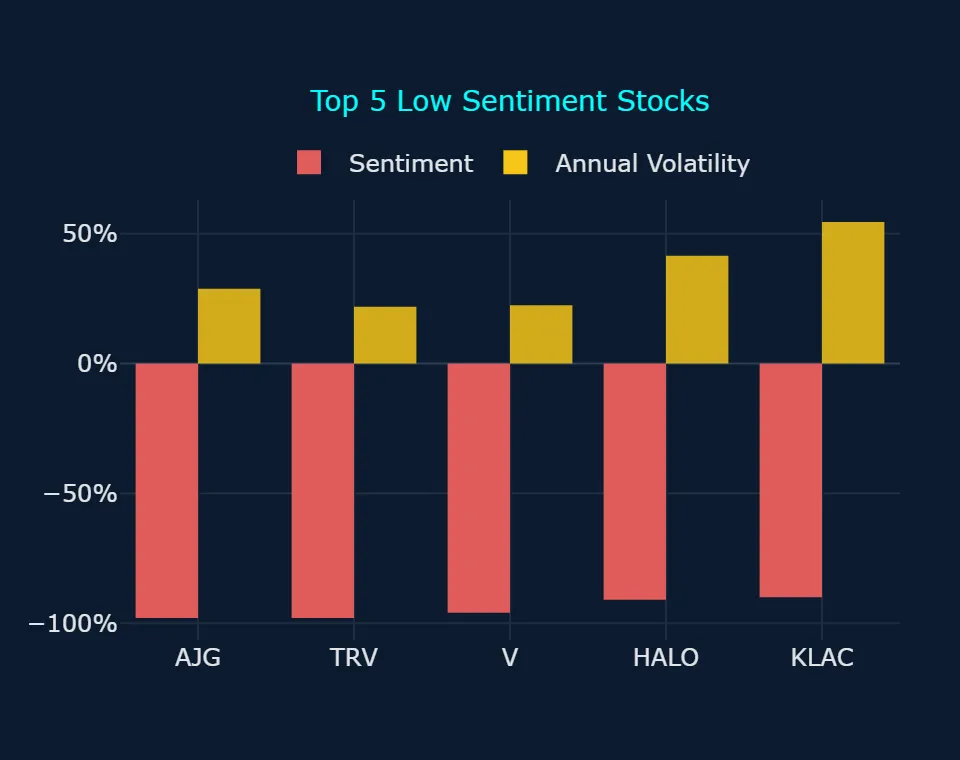 Top 5 Low Sentiment Stocks
Sentiment Annual Volatility
50%
0%
−50%
−100%
AJG TRV V HALO KLAC